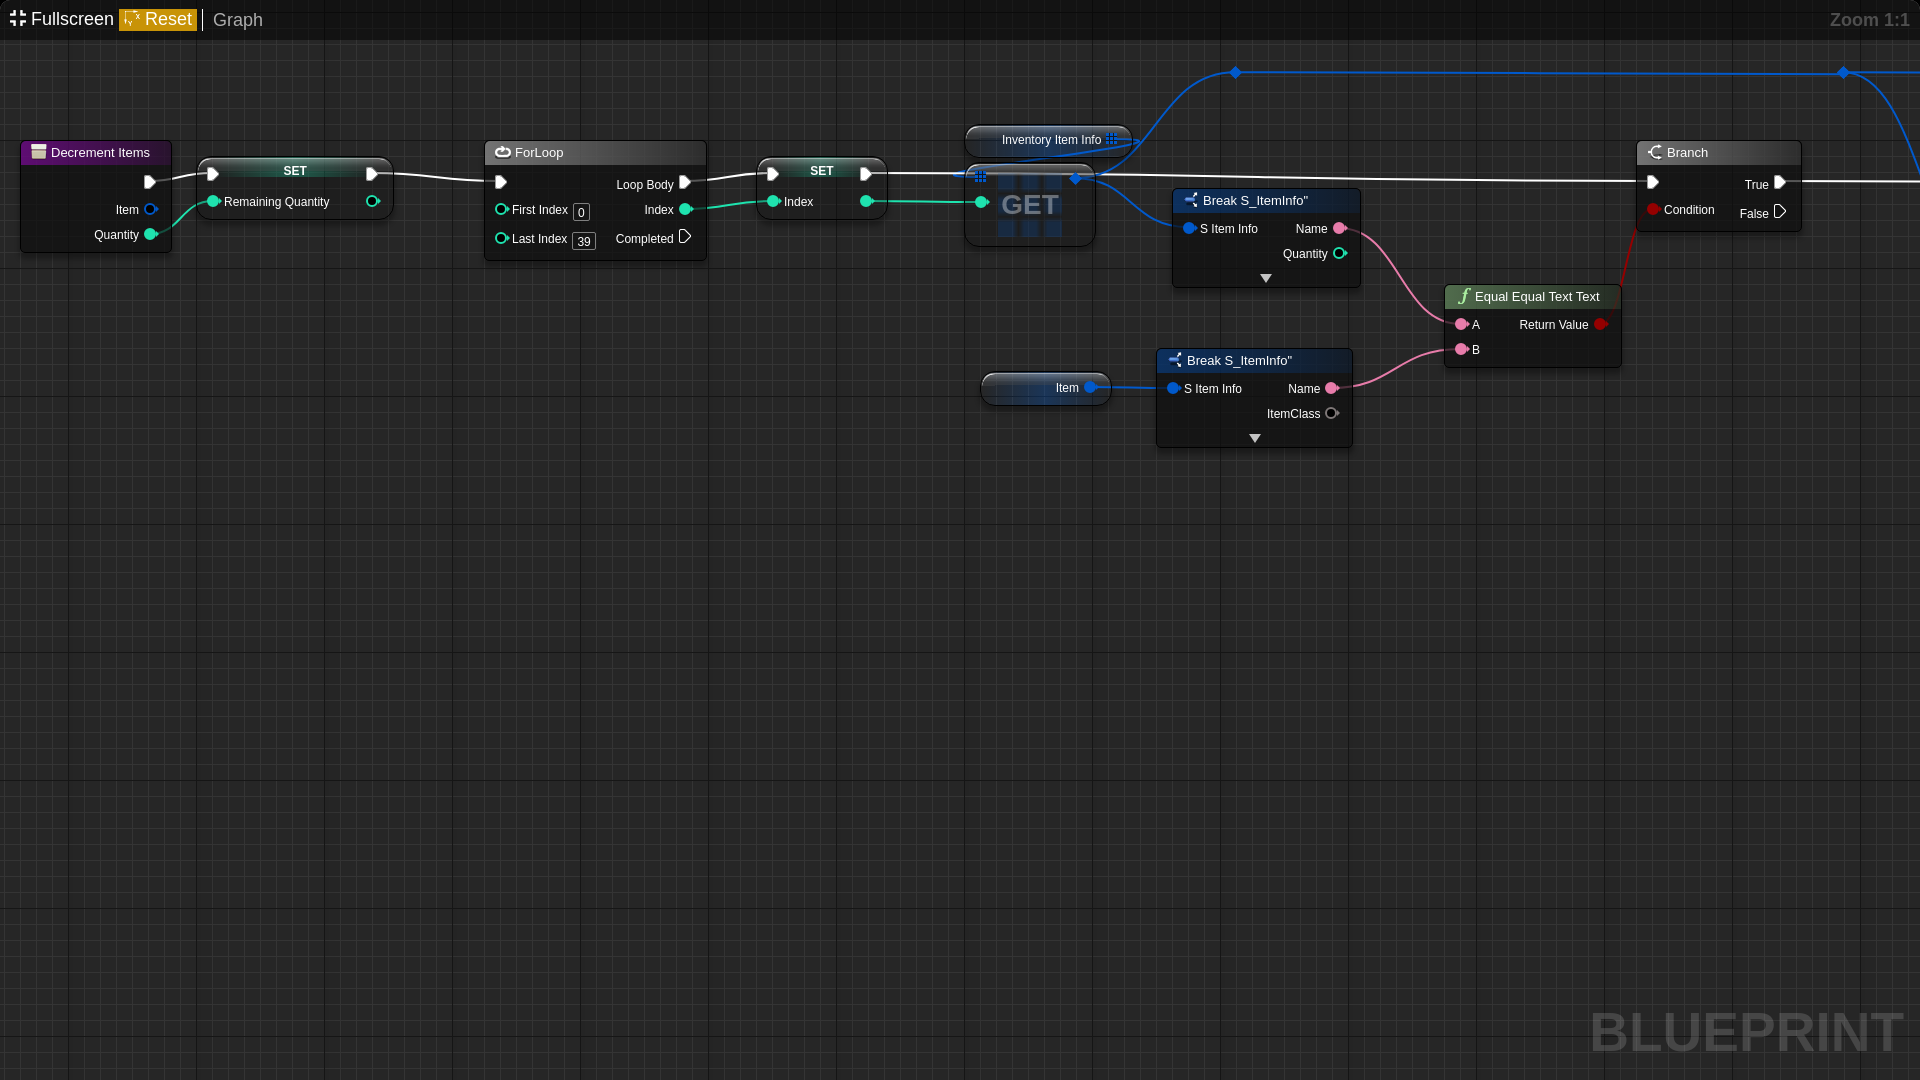 Fullscreen Reset Graph Zoom 1:1
Decrement Items
Item
Quantity
SET
Remaining Quantity
ForLoop
Loop Body
First Index 0 Index
Last Index 39 Completed
SET
Index
Inventory Item Info
GET
Break S_ItemInfo"
S Item Info Name
Quantity
Item
Break S_ItemInfo"
S Item Info Name
ItemClass
Equal Equal Text Text
A Return Value
B
Branch
True
Condition False
BLUEPRINT